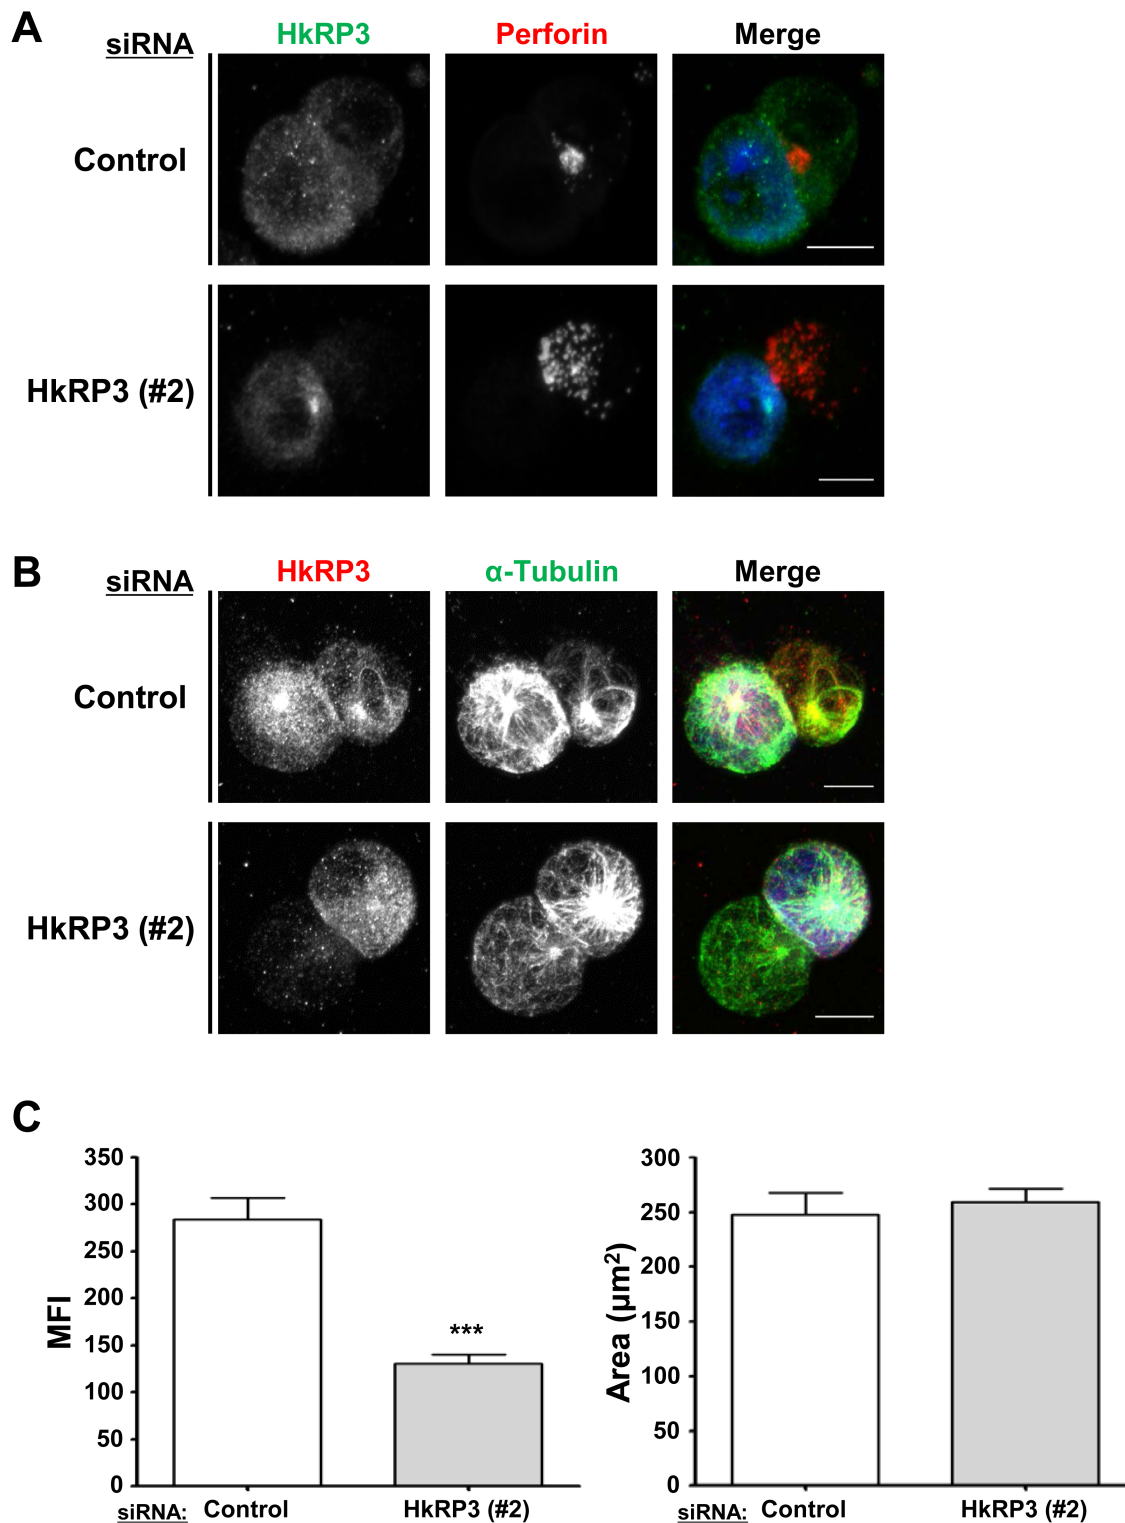 A
siRNA HkRP3 Perforin Merge
Control
HkRP3 (#2)
B
siRNA HkRP3 α-Tubulin Merge
Control
HkRP3 (#2)
C
350
300
250
200
150
100
50
0
MFI
***
siRNA: Control HkRP3 (#2)
300
250
200
150
100
50
0
Area (µm²)
siRNA: Control HkRP3 (#2)